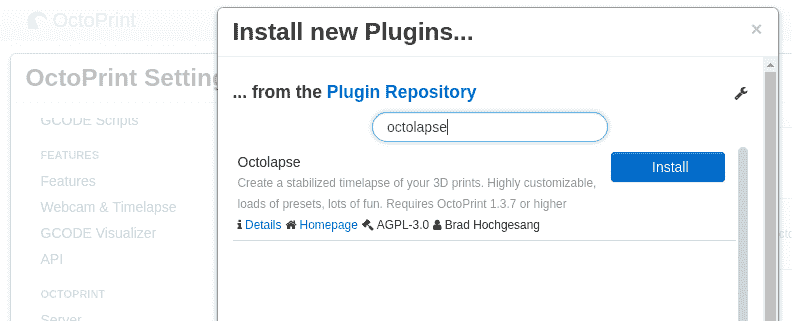 OctoPrint
Install new Plugins...
×
OctoPrint Setting
... from the Plugin Repository
octolapse
GCODE Scripts
FEATURES
Features
Webcam & Timelapse
GCODE Visualizer
API
OCTOPRINT
Server
Octolapse
Install
Create a stabilized timelapse of your 3D prints. Highly customizable,
loads of presets, lots of fun. Requires OctoPrint 1.3.7 or higher
Details Homepage AGPL-3.0 Brad Hochgesang